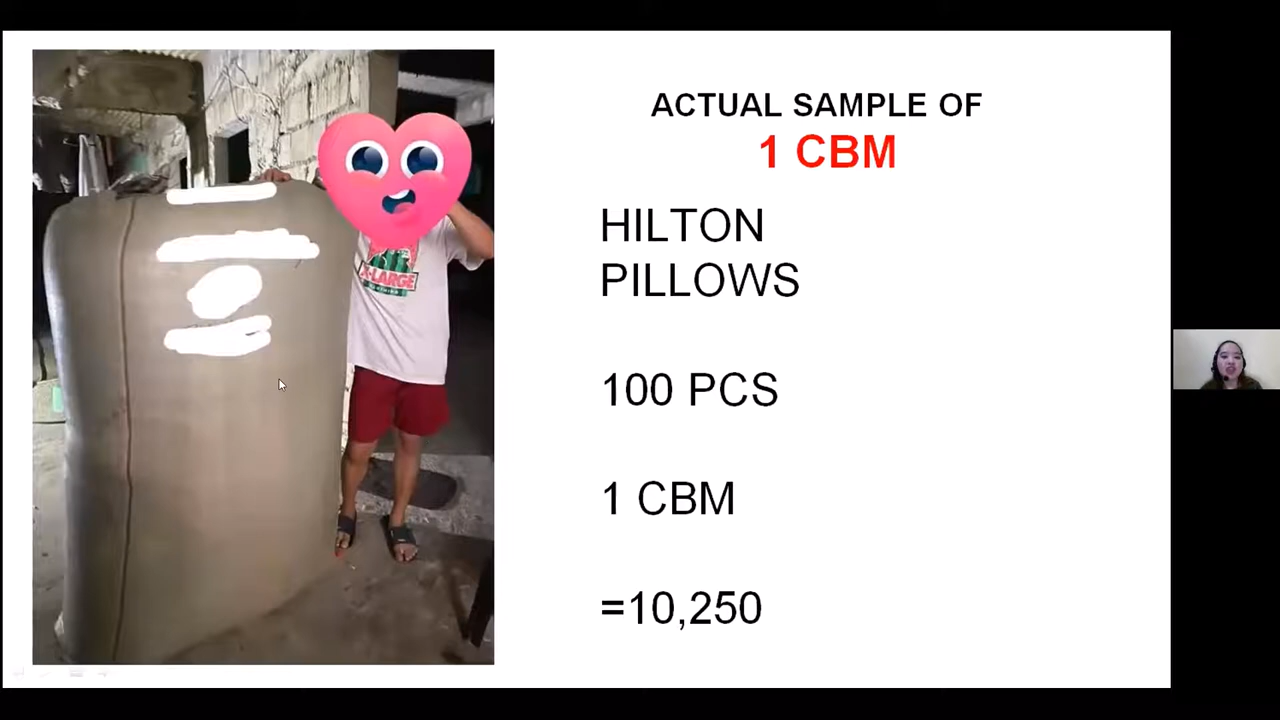 ACTUAL SAMPLE OF
1 CBM
HILTON
PILLOWS
100 PCS
1 CBM
=10,250
X-LARGE